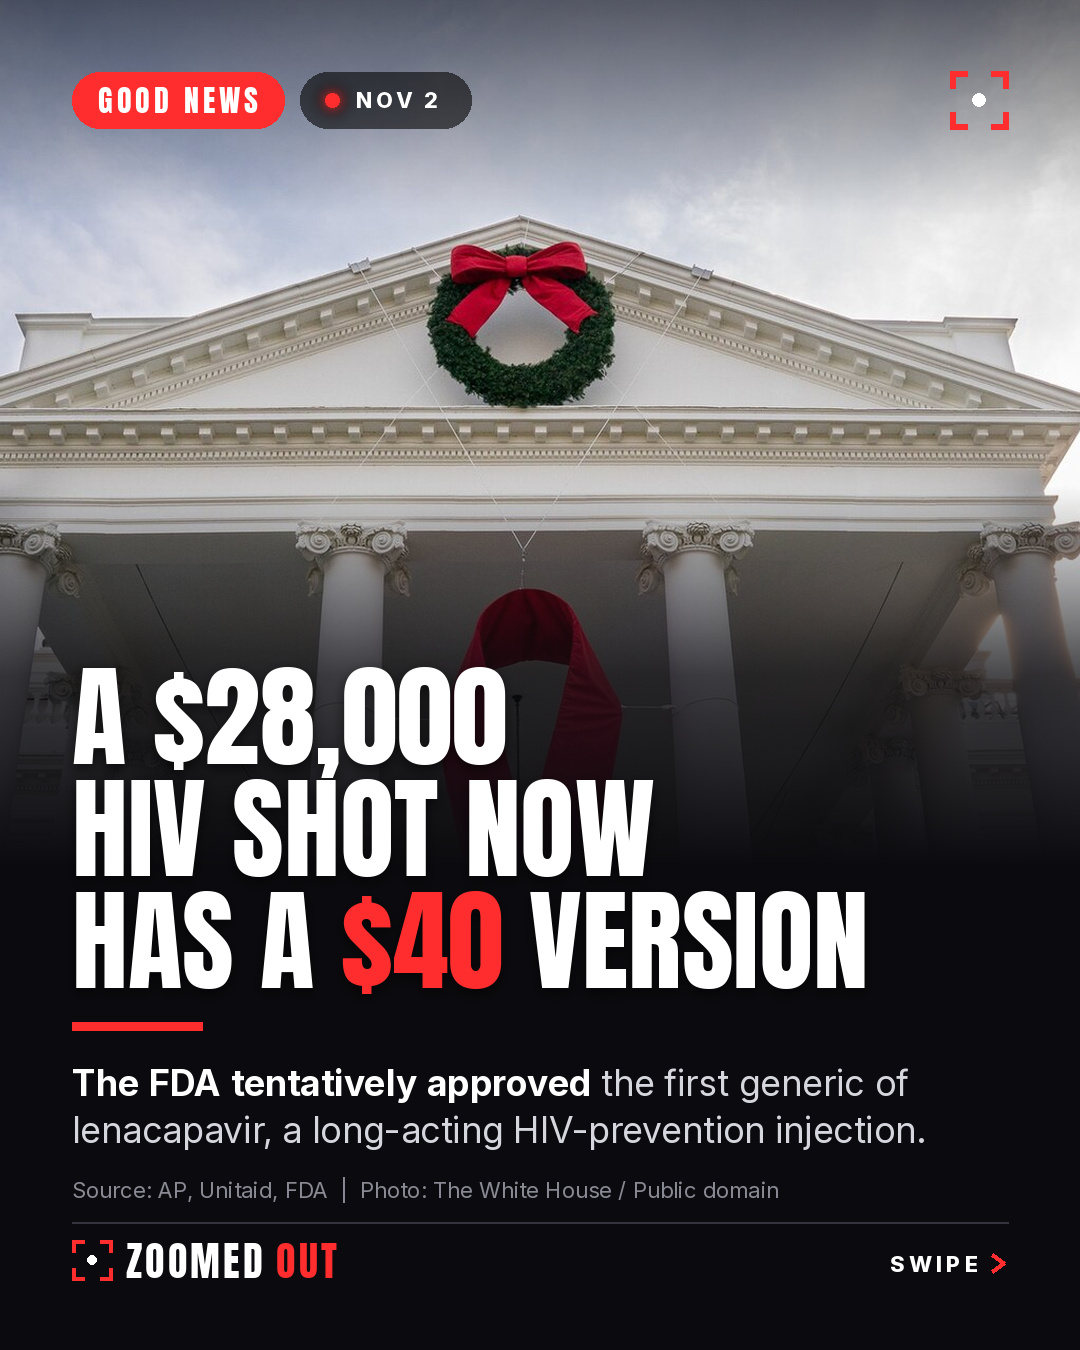 GOOD NEWS
NOV 2
A $28,000
HIV SHOT NOW
HAS A $40 VERSION
The FDA tentatively approved the first generic of
lenacapavir, a long-acting HIV-prevention injection.
Source: AP, Unitaid, FDA | Photo: The White House / Public domain
ZOOMED OUT
SWIPE >